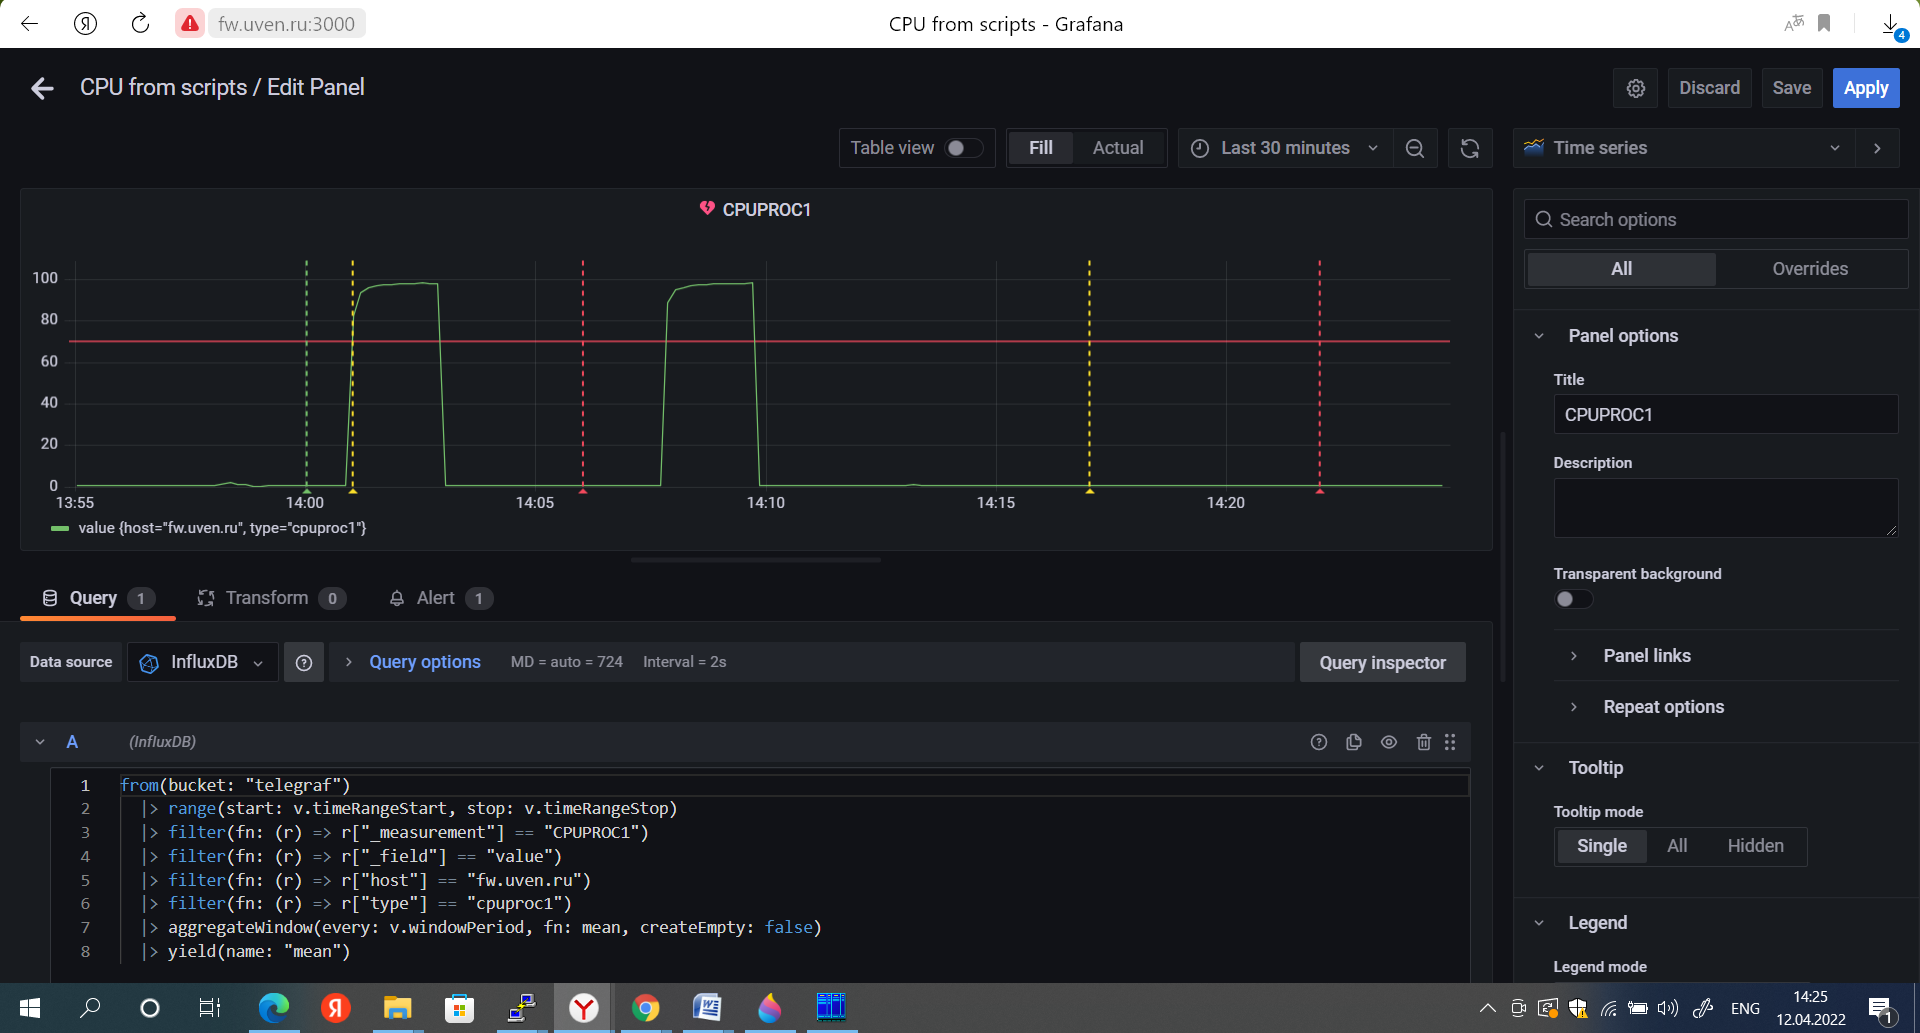 fw.uven.ru:3000
CPU from scripts - Grafana
4
CPU from scripts / Edit Panel
Discard
Save
Apply
Table view
Fill
Actual
Last 30 minutes
Time series
CPUPROC1
100
80
60
40
20
0
13:55
14:00
14:05
14:10
14:15
14:20
value {host="fw.uven.ru", type="cpuproc1"}
Search options
All
Overrides
Panel options
Title
CPUPROC1
Description
Transparent background
Panel links
Repeat options
Tooltip
Tooltip mode
Single
All
Hidden
Legend
Legend mode
Query 1
Transform 0
Alert 1
Data source
InfluxDB
Query options
MD = auto = 724
Interval = 2s
Query inspector
A
(InfluxDB)
1 from(bucket: "telegraf")
2 |> range(start: v.timeRangeStart, stop: v.timeRangeStop)
3 |> filter(fn: (r) => r["_measurement"] == "CPUPROC1")
4 |> filter(fn: (r) => r["_field"] == "value")
5 |> filter(fn: (r) => r["host"] == "fw.uven.ru")
6 |> filter(fn: (r) => r["type"] == "cpuproc1")
7 |> aggregateWindow(every: v.windowPeriod, fn: mean, createEmpty: false)
8 |> yield(name: "mean")
ENG
14:25
12.04.2022
1